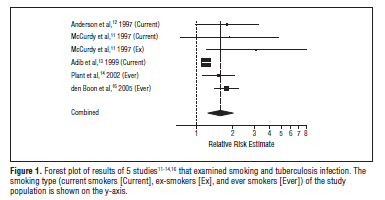 Anderson et al,12 1997 (Current)
McCurdy et al,11 1997 (Current)
McCurdy et al,11 1997 (Ex)
Adib et al,13 1999 (Current)
Plant et al,14 2002 (Ever)
den Boon et al,16 2005 (Ever)
Combined
1 2 3 4 5 6 7 8
Relative Risk Estimate
Figure 1. Forest plot of results of 5 studies11-14,16 that examined smoking and tuberculosis infection. The
smoking type (current smokers [Current], ex-smokers [Ex], and ever smokers [Ever]) of the study
population is shown on the y-axis.